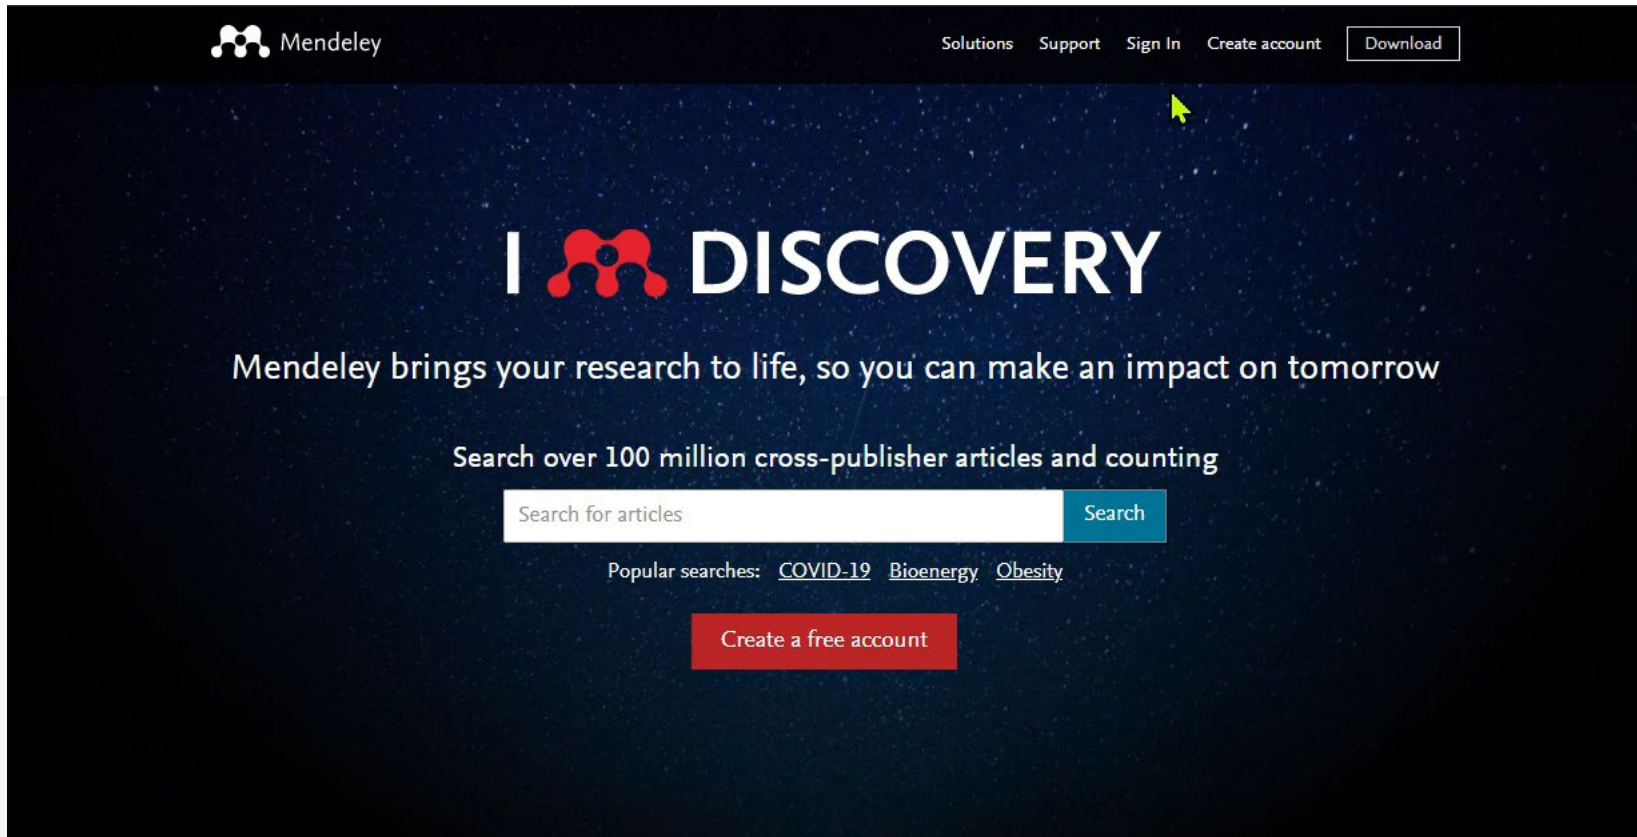 Mendeley
Solutions Support Sign In Create account Download
I DISCOVERY
Mendeley brings your research to life, so you can make an impact on tomorrow
Search over 100 million cross-publisher articles and counting
Search for articles Search
Popular searches: COVID-19 Bioenergy Obesity
Create a free account